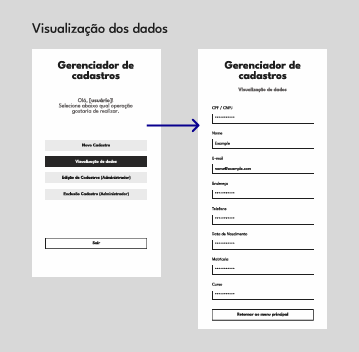 Visualização dos dados
Gerenciador de
cadastros
Olá, [usuário]!
Selecione abaixo qual operação
gostaria de realizar.
Novo Cadastro
Visualização de dados
Edição de Cadastros (Administrador)
Exclusão Cadastro (Administrador)
Sair
Gerenciador de
cadastros
Visualização de dados
CPF / CNPJ
**********
Nome
Example
E-mail
name@example.com
Endereço
**********
Telefone
**********
Data de Nascimento
**********
Matrícula
**********
Curso
**********
Retornar ao menu principal